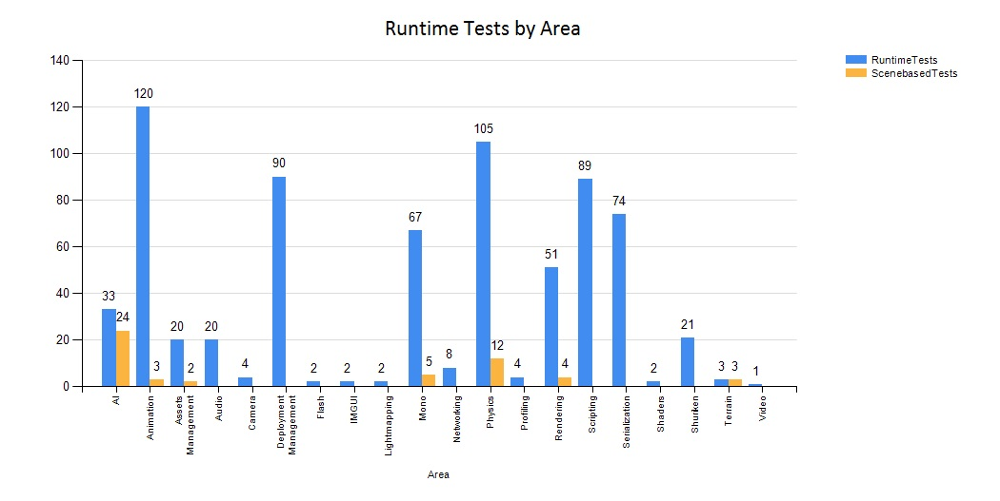 Runtime Tests by Area
RuntimeTests
ScenebasedTests
140
120
100
80
60
40
20
0
33
24
120
3
20
2
20
4
90
2
2
2
67
5
8
105
12
4
51
4
89
74
2
21
3
3
1
AI
Animation
Assets
Management
Audio
Camera
Deployment
Management
Flash
IMGUI
Lightmapping
Mono
Networking
Physics
Profiling
Rendering
Scripting
Serialization
Shaders
Shuriken
Terrain
Video
Area